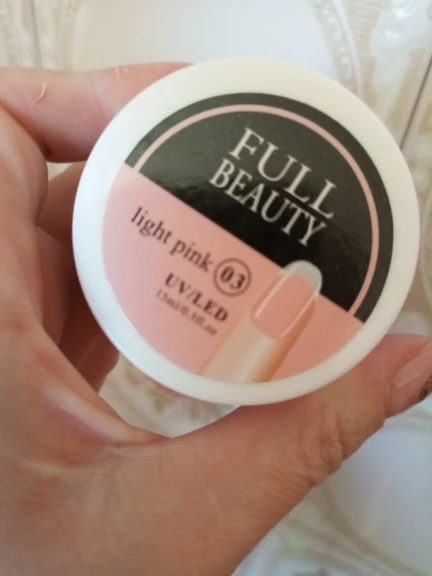 FULL
BEAUTY
light pink 03
UV/LED
15ml/0.5fl.oz